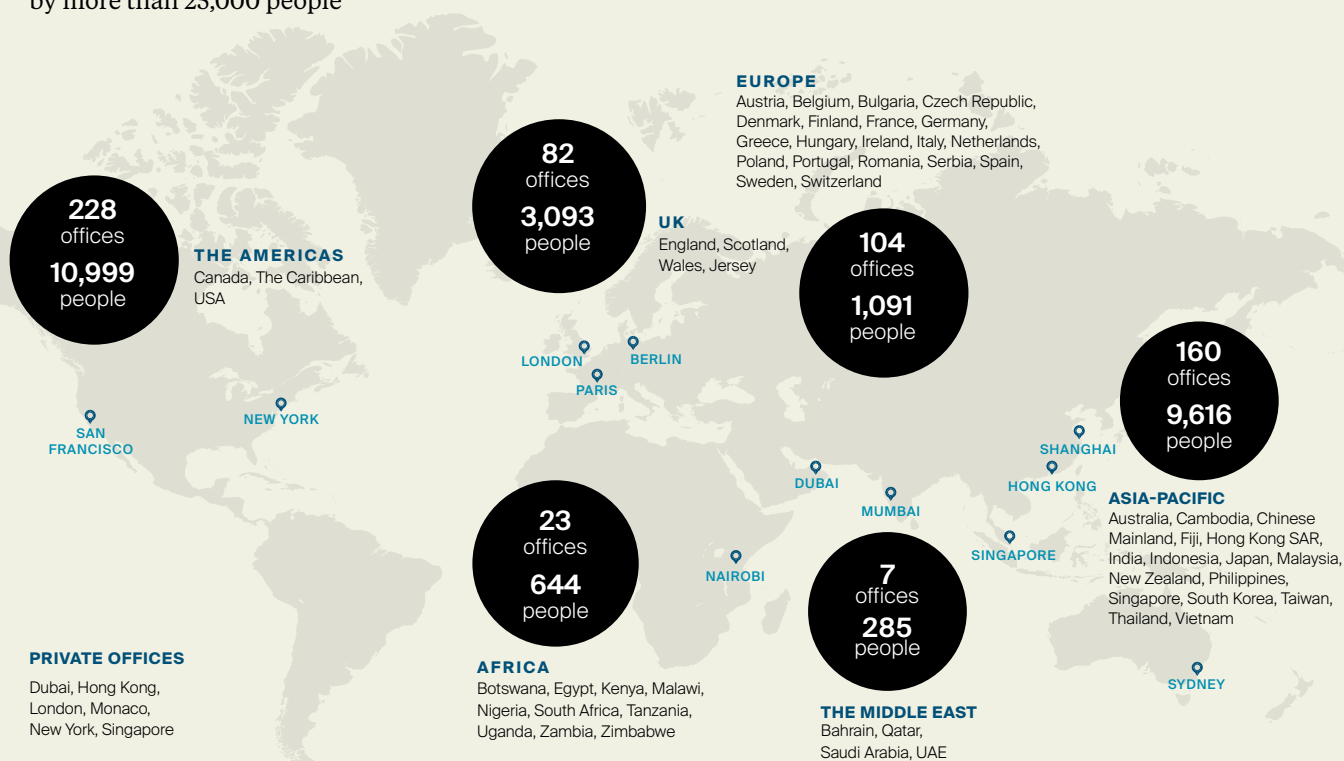 by more than 25,000 people
EUROPE
Austria, Belgium, Bulgaria, Czech Republic,
Denmark, Finland, France, Germany,
Greece, Hungary, Ireland, Italy, Netherlands,
Poland, Portugal, Romania, Serbia, Spain,
Sweden, Switzerland
82
offices
3,093
people
UK
England, Scotland,
Wales, Jersey
228
offices
10,999
people
THE AMERICAS
Canada, The Caribbean,
USA
104
offices
1,091
people
160
offices
9,616
people
LONDON
BERLIN
PARIS
SAN
FRANCISCO
NEW YORK
SHANGHAI
HONG KONG
DUBAI
MUMBAI
SINGAPORE
NAIROBI
ASIA-PACIFIC
Australia, Cambodia, Chinese
Mainland, Fiji, Hong Kong SAR,
India, Indonesia, Japan, Malaysia,
New Zealand, Philippines,
Singapore, South Korea, Taiwan,
Thailand, Vietnam
23
offices
644
people
7
offices
285
people
SYDNEY
PRIVATE OFFICES
Dubai, Hong Kong,
London, Monaco,
New York, Singapore
AFRICA
Botswana, Egypt, Kenya, Malawi,
Nigeria, South Africa, Tanzania,
Uganda, Zambia, Zimbabwe
THE MIDDLE EAST
Bahrain, Qatar,
Saudi Arabia, UAE